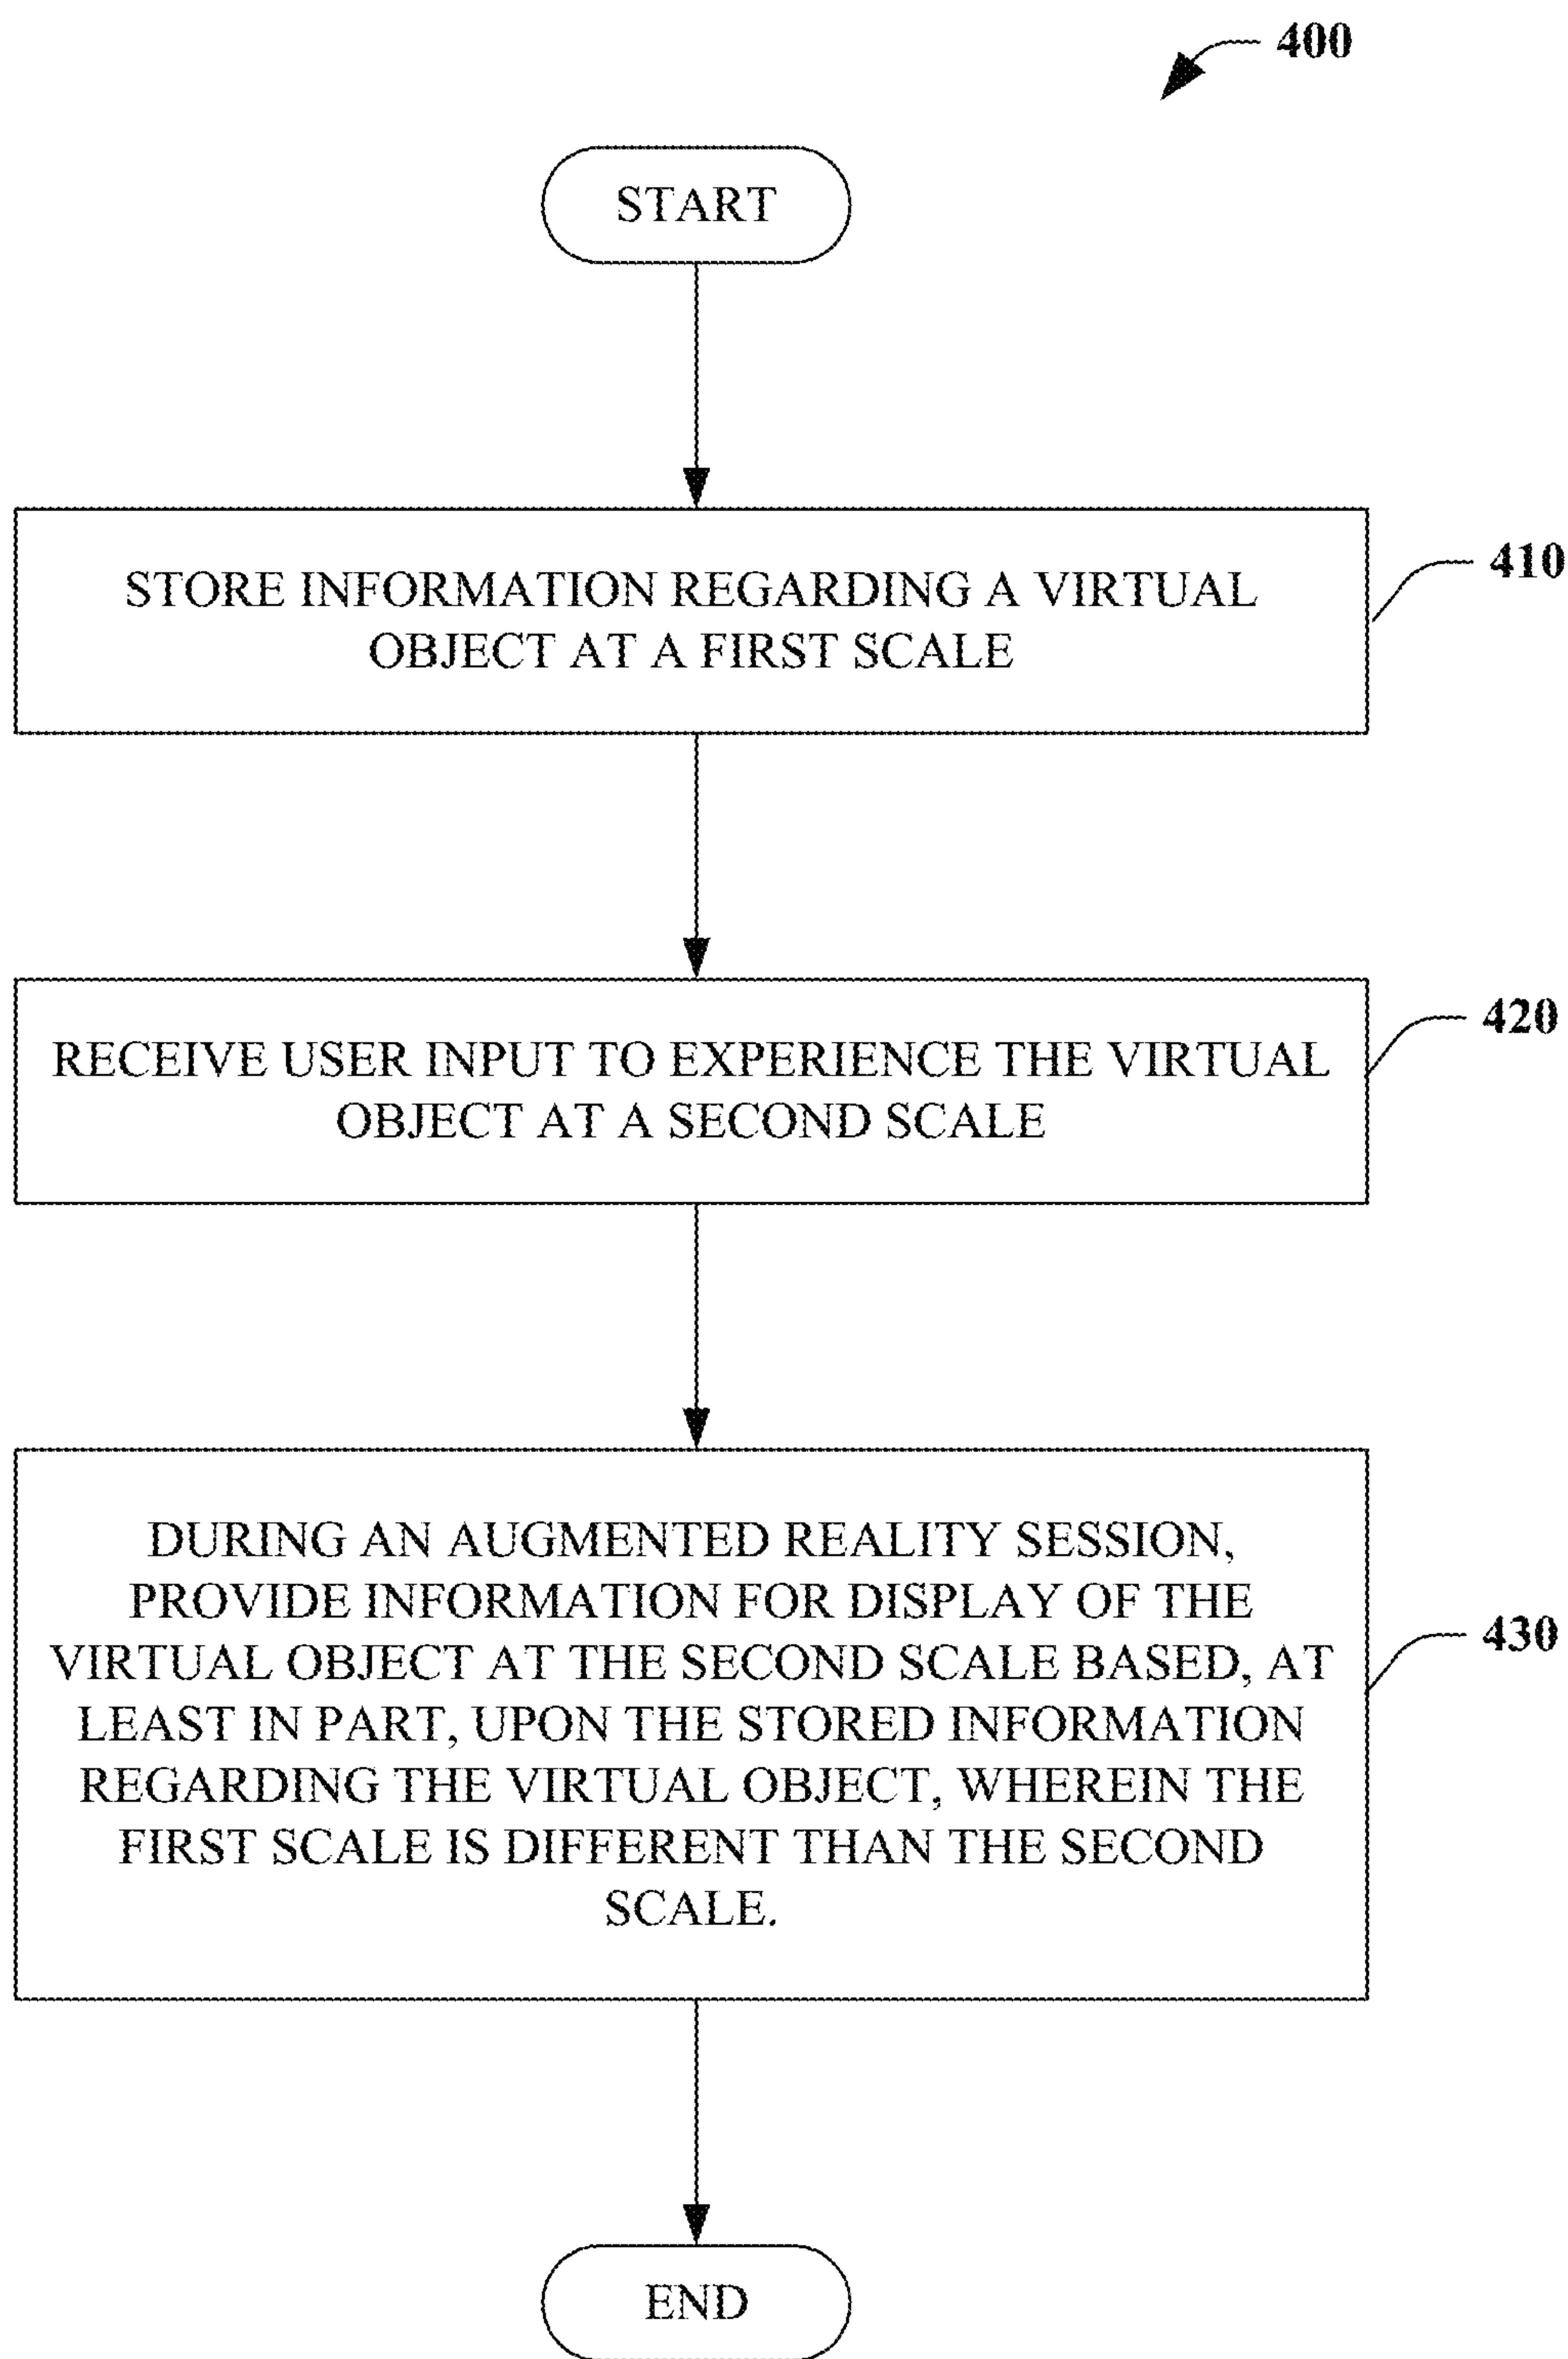 400
START
STORE INFORMATION REGARDING A VIRTUAL
OBJECT AT A FIRST SCALE
410
RECEIVE USER INPUT TO EXPERIENCE THE VIRTUAL
OBJECT AT A SECOND SCALE
420
DURING AN AUGMENTED REALITY SESSION,
PROVIDE INFORMATION FOR DISPLAY OF THE
VIRTUAL OBJECT AT THE SECOND SCALE BASED, AT
LEAST IN PART, UPON THE STORED INFORMATION
REGARDING THE VIRTUAL OBJECT, WHEREIN THE
FIRST SCALE IS DIFFERENT THAN THE SECOND
SCALE.
430
END